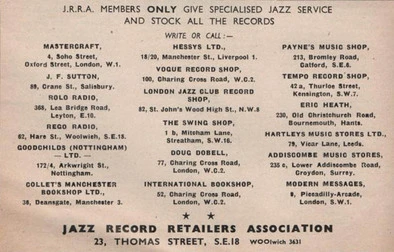 J.R.R.A. MEMBERS ONLY GIVE SPECIALISED JAZZ SERVICE
AND STOCK ALL THE RECORDS
WRITE OR CALL :—
MASTERGRAFT,
4, Soho Street,
Oxford Street, London, W.1.
J. F. SUTTON,
89, Crane St., Salisbury.
ROLO RADIO,
368, Lea Bridge Road,
Leyton, E.10.
REGO RADIO,
82, Hare St., Woolwich, S.E.18.
GOODCHILDS (NOTTINGHAM)
— LTD. —
172/4, Arkwright St.,
Nottingham.
COLLET'S MANCHESTER
BOOKSHOP LTD.,
36, Deansgate, Manchester 3.
HESSYS LTD.,
18/20, Manchester St., Liverpool 1.
VOGUE RECORD SHOP,
100, Charing Cross Road, W.C.2.
LONDON JAZZ CLUB RECORD
SHOP,
82, St. John's Wood High St., N.W.8
THE SWING SHOP,
1 b, Mitcham Lane,
Streatham, S.W.16.
DOUG DOBELL,
77, Charing Cross Road,
London, W.C.2.
INTERNATIONAL BOOKSHOP,
52, Charing Cross Road,
London, W.C.2.
PAYNE'S MUSIC SHOP,
213, Bromley Road,
Catford, S.E.6.
TEMPO RECORD SHOP,
42 a, Thurloe Street,
Kensington, S.W.7.
ERIC HEATH,
230, Old Christchurch Road,
Bournemouth, Hants.
HARTLEYS MUSIC STORES LTD.,
79, Vicar Lane, Leeds.
ADDISCOMBE MUSIC STORES,
235 c, Lower Addiscombe Road,
Croydon, Surrey.
MODERN MESSAGES,
8, Piccadilly-Arcade,
London, S.W.1.
JAZZ RECORD RETAILERS ASSOCIATION
23, THOMAS STREET, S.E.18 WOOlwich 3631